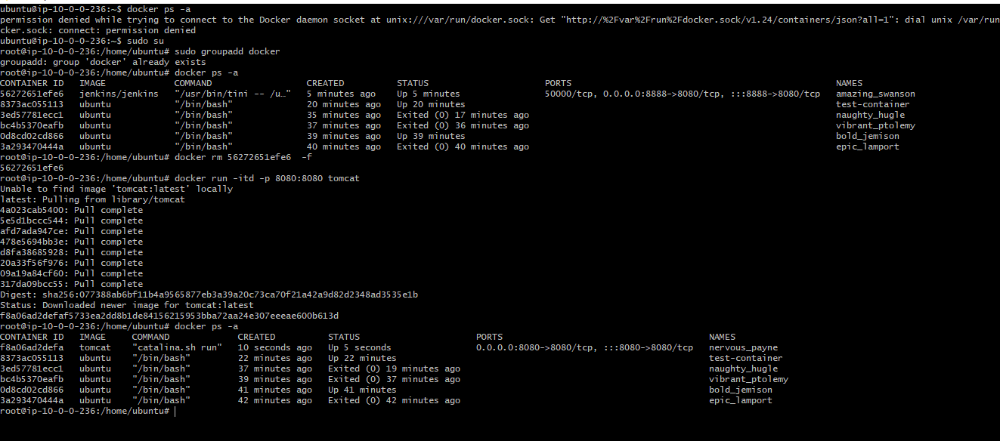 ubuntu@ip-10-0-0-236:~$ docker ps -a
permission denied while trying to connect to the Docker daemon socket at unix:///var/run/docker.sock: Get "http://%2Fvar%2Frun%2Fdocker.sock/v1.24/containers/json?all=1": dial unix /var/run
cker.sock: connect: permission denied
ubuntu@ip-10-0-0-236:~$ sudo su
root@ip-10-0-0-236:/home/ubuntu# sudo groupadd docker
groupadd: group 'docker' already exists
root@ip-10-0-0-236:/home/ubuntu# docker ps -a
CONTAINER ID   IMAGE             COMMAND                  CREATED          STATUS                      PORTS                                                  NAMES
56272651efe6   jenkins/jenkins   "/usr/bin/tini -- /u…"   5 minutes ago    Up 5 minutes                50000/tcp, 0.0.0.0:8888->8080/tcp, :::8888->8080/tcp   amazing_swanson
8373ac055113   ubuntu            "/bin/bash"              20 minutes ago   Up 20 minutes                                                                      test-container
3ed57781ecc1   ubuntu            "/bin/bash"              35 minutes ago   Exited (0) 17 minutes ago                                                          naughty_hugle
bc4b5370eafb   ubuntu            "/bin/bash"              37 minutes ago   Exited (0) 36 minutes ago                                                          vibrant_ptolemy
0d8cd02cd866   ubuntu            "/bin/bash"              39 minutes ago   Up 39 minutes                                                                      bold_jemison
3a293470444a   ubuntu            "/bin/bash"              40 minutes ago   Exited (0) 40 minutes ago                                                          epic_lamport
root@ip-10-0-0-236:/home/ubuntu# docker rm 56272651efe6  -f
56272651efe6
root@ip-10-0-0-236:/home/ubuntu# docker run -itd -p 8080:8080 tomcat
Unable to find image 'tomcat:latest' locally
latest: Pulling from library/tomcat
4a023cab5400: Pull complete
5e5d1bccc544: Pull complete
afd7ada947ce: Pull complete
478e5694bb3e: Pull complete
d8fa38685928: Pull complete
20a33f56f976: Pull complete
09a19a84cf60: Pull complete
317da09bcc55: Pull complete
Digest: sha256:077388ab6bf11b4a9565877eb3a39a20c73ca70f21a42a9d82d2348ad3535e1b
Status: Downloaded newer image for tomcat:latest
f8a06ad2defaf5733ea2dd8b1de84156215953bba72aa24e307eeeae600b613d
root@ip-10-0-0-236:/home/ubuntu# docker ps -a
CONTAINER ID   IMAGE     COMMAND             CREATED          STATUS                      PORTS                                       NAMES
f8a06ad2defa   tomcat    "catalina.sh run"   10 seconds ago   Up 5 seconds                0.0.0.0:8080->8080/tcp, :::8080->8080/tcp   nervous_payne
8373ac055113   ubuntu    "/bin/bash"         22 minutes ago   Up 22 minutes                                                           test-container
3ed57781ecc1   ubuntu    "/bin/bash"         37 minutes ago   Exited (0) 19 minutes ago                                               naughty_hugle
bc4b5370eafb   ubuntu    "/bin/bash"         39 minutes ago   Exited (0) 37 minutes ago                                               vibrant_ptolemy
0d8cd02cd866   ubuntu    "/bin/bash"         41 minutes ago   Up 41 minutes                                                           bold_jemison
3a293470444a   ubuntu    "/bin/bash"         42 minutes ago   Exited (0) 42 minutes ago                                               epic_lamport
root@ip-10-0-0-236:/home/ubuntu#